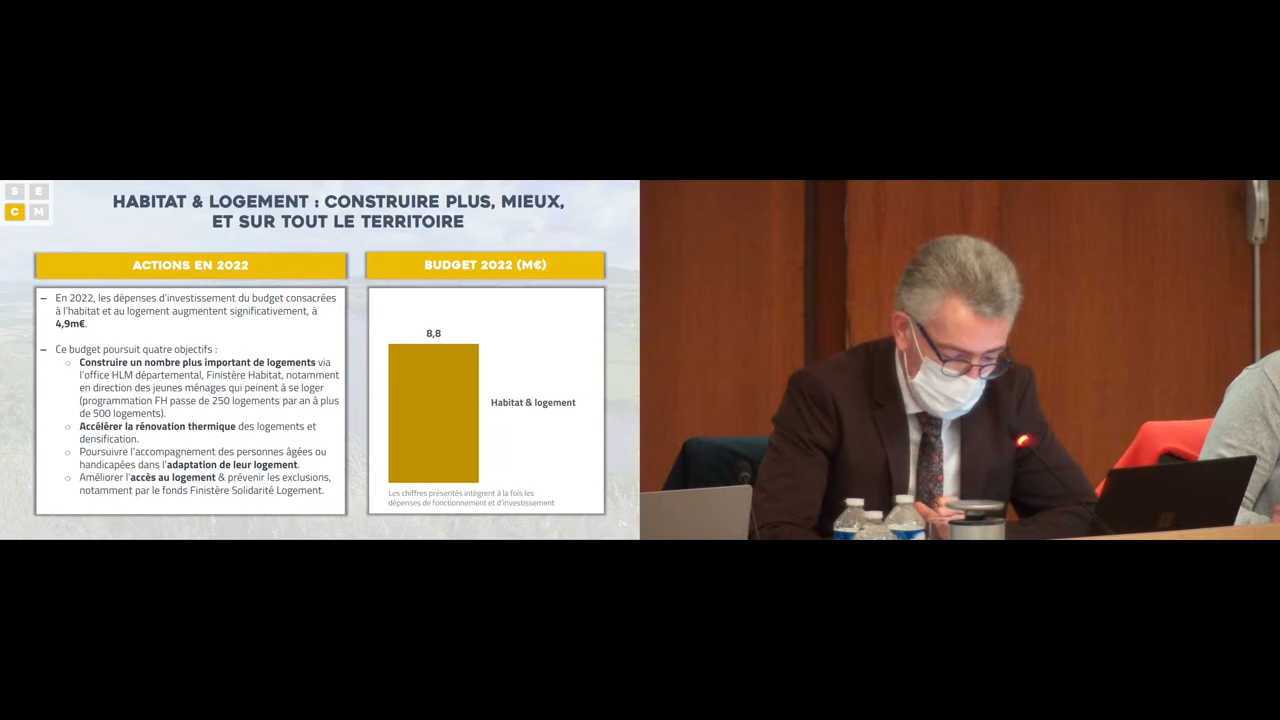 S E
C M
HABITAT & LOGEMENT : CONSTRUIRE PLUS, MIEUX,
ET SUR TOUT LE TERRITOIRE
ACTIONS EN 2022
– En 2022, les dépenses d'investissement du budget consacrées
à l'habitat et au logement augmentent significativement, à
4,9m€.
– Ce budget poursuit quatre objectifs :
○ Construire un nombre plus important de logements via
l'office HLM départemental, Finistère Habitat, notamment
en direction des jeunes ménages qui peinent à se loger
(programmation FH passe de 250 logements par an à plus
de 500 logements).
○ Accélérer la rénovation thermique des logements et
densification.
○ Poursuivre l'accompagnement des personnes âgées ou
handicapées dans l'adaptation de leur logement.
○ Améliorer l'accès au logement & prévenir les exclusions,
notamment par le fonds Finistère Solidarité Logement.
BUDGET 2022 (M€)
8,8
Habitat & logement
Les chiffres présentés intègrent à la fois les
dépenses de fonctionnement et d'investissement